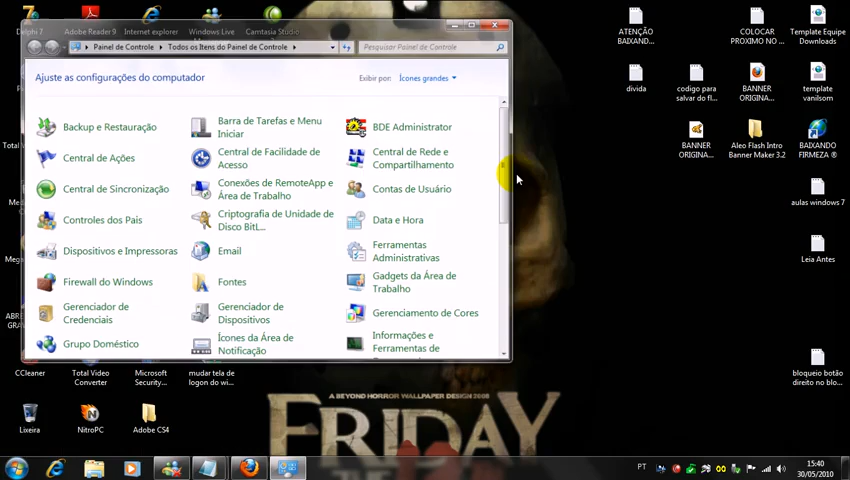 Delphi 7
Adobe Reader 9
Internet explorer
Windows Live
Camtasia Studio
Painel de Controle
Todos os Itens do Painel de Controle
Pesquisar Painel de Controle
Ajuste as configurações do computador
Exibir por:
Ícones grandes
Backup e Restauração
Barra de Tarefas e Menu
Iniciar
BDE Administrator
Central de Ações
Central de Facilidade de
Acesso
Central de Rede e
Compartilhamento
Central de Sincronização
Conexões de RemoteApp e
Área de Trabalho
Contas de Usuário
Controles dos Pais
Criptografia de Unidade de
Disco BitL...
Data e Hora
Dispositivos e Impressoras
Email
Ferramentas
Administrativas
Firewall do Windows
Fontes
Gadgets da Área de
Trabalho
Gerenciador de
Credenciais
Gerenciador de
Dispositivos
Gerenciamento de Cores
Grupo Doméstico
Ícones da Área de
Notificação
Informações e
Ferramentas de
ATENÇÃO
BAIXAND...
COLOCAR
PROXIMO NO ...
Template Equipe
Downloads
divida
codigo para
salvar do fl...
BANNER
ORIGINA...
template
vanilsom
BANNER
ORIGINA...
Aleo Flash Intro
Banner Maker 3.2
BAIXANDO
FIRMEZA ®
aulas windows 7
Leia Antes
bloqueio botão
direito no blo...
CCleaner
Total Video
Converter
Microsoft
Security...
mudar tela de
logon do wi...
Lixeira
NitroPC
Adobe CS4
A BEYOND HORROR WALLPAPER DESIGN 2008
FRIDAY
PT
15:40
30/05/2010